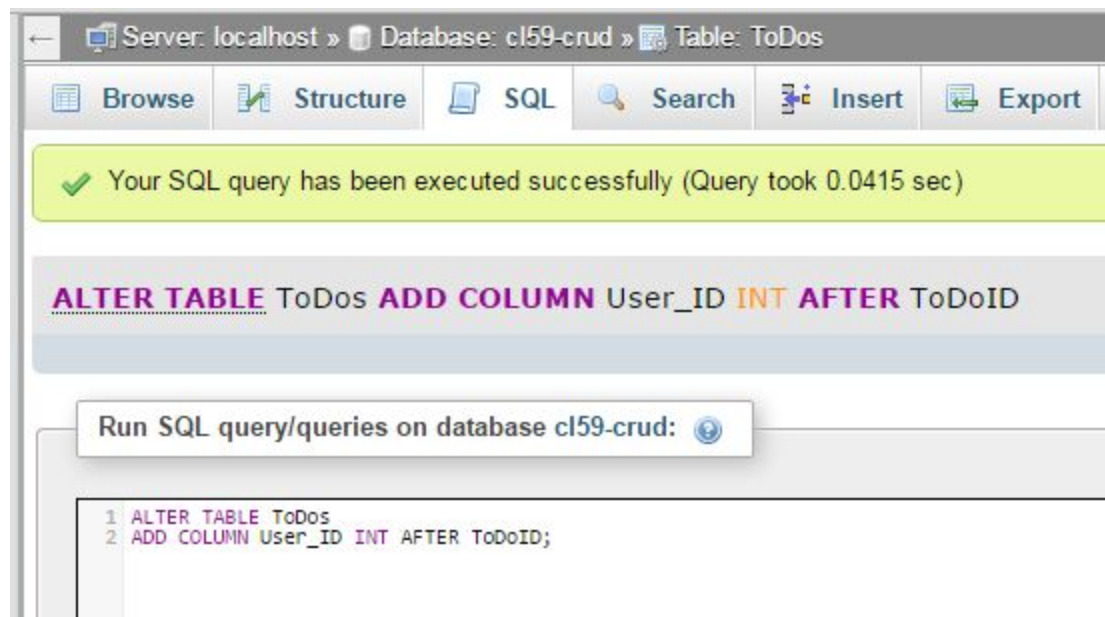 ← Server: localhost » Database: cl59-crud » Table: ToDos
Browse Structure SQL Search Insert Export
Your SQL query has been executed successfully (Query took 0.0415 sec)
ALTER TABLE ToDos ADD COLUMN User_ID INT AFTER ToDoID
Run SQL query/queries on database cl59-crud:
1 ALTER TABLE ToDos
2 ADD COLUMN User_ID INT AFTER ToDoID;